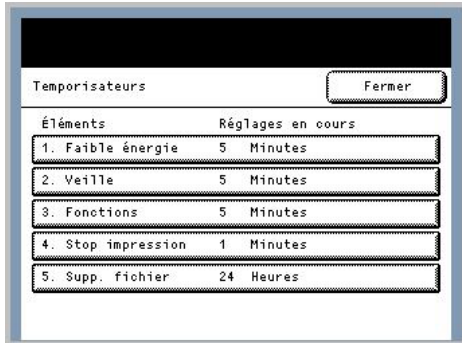 Temporisateurs Fermer
Éléments Réglages en cours
1. Faible énergie 5 Minutes
2. Veille 5 Minutes
3. Fonctions 5 Minutes
4. Stop impression 1 Minutes
5. Supp. fichier 24 Heures